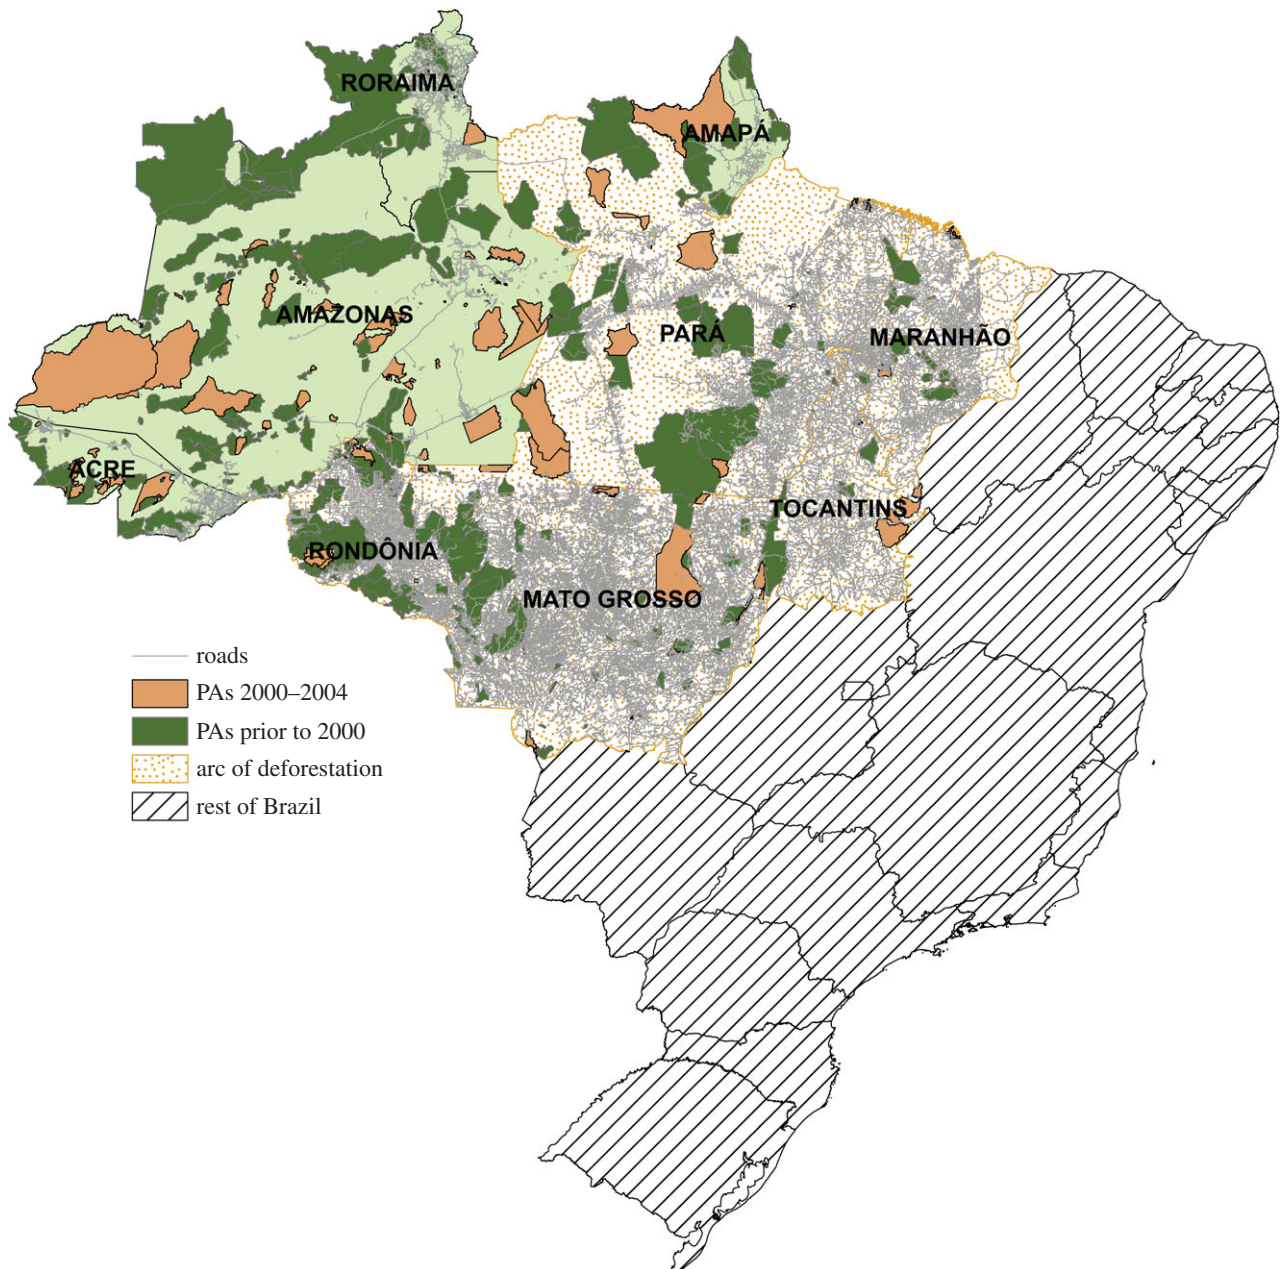 RORAIMA
AMAPÁ
AMAZONAS
PARÁ
MARANHÃO
ACRE
TOCANTINS
RONDÔNIA
MATO GROSSO
roads
PAs 2000–2004
PAs prior to 2000
arc of deforestation
rest of Brazil